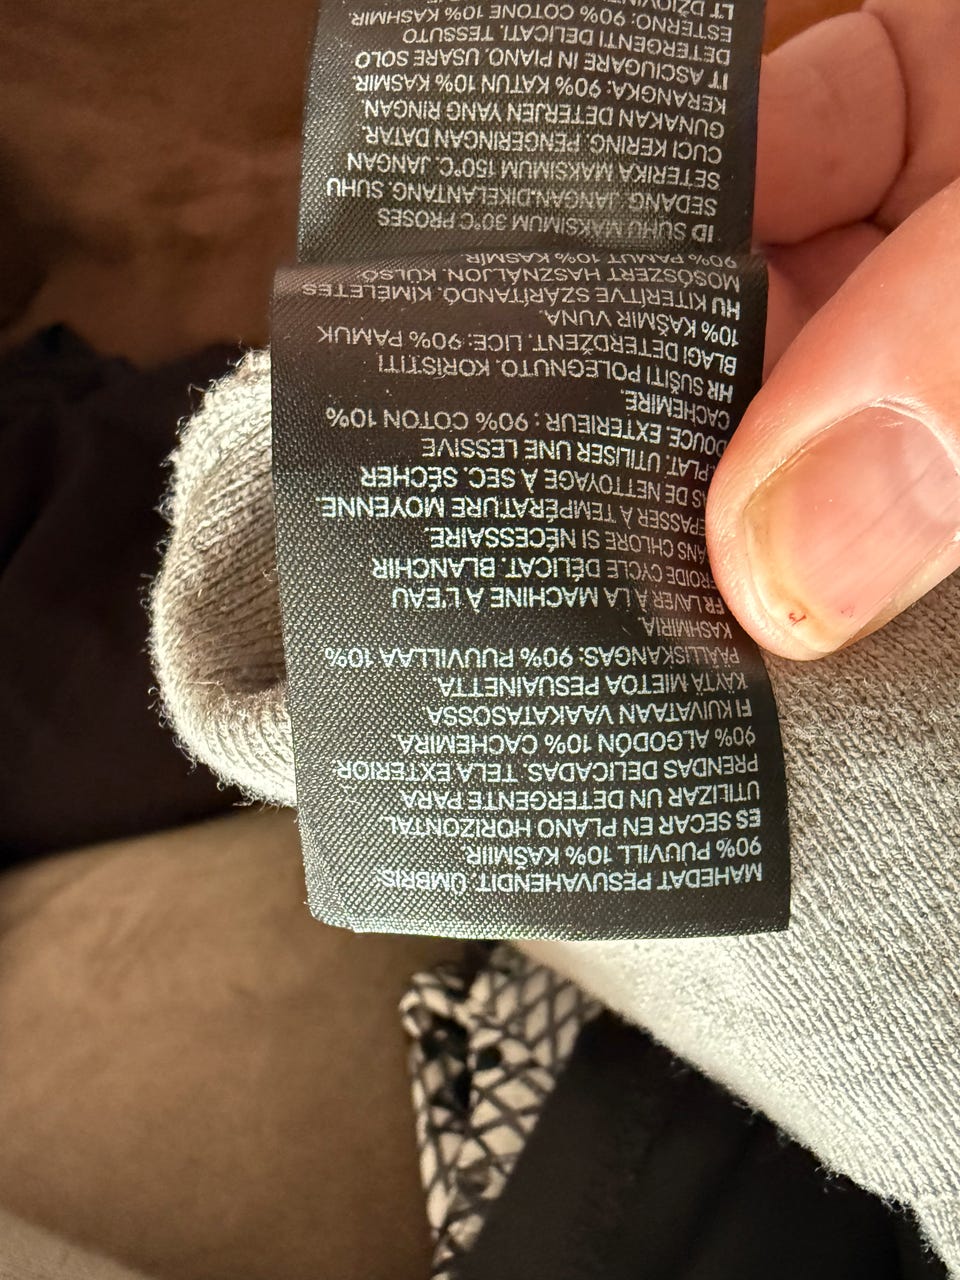 MAHEDAT PESUVAHENDIT. ÜMBRIS:
90% PUUVILL 10% KAŠMIIR.
ES SECAR EN PLANO HORIZONTAL
UTILIZAR UN DETERGENTE PARA
PRENDAS DELICADAS. TELA EXTERIOR
90% ALGODÓN 10% CACHEMIRA.
FI KUIVATAAN VAAKATASOSSA
KÄYTÄ MIETOA PESUAINETTA.
PÄÄLLISKANGAS: 90% PUUVILLAA 10%
KASHMIRIA.
FR LAVER À LA MACHINE À L'EAU
ROIDE CYCLE DÉLICAT. BLANCHIR
ANS CHLORE SI NÉCESSAIRE.
EPASSER À TEMPÉRATURE MOYENNE
AS DE NETTOYAGE À SEC. SÉCHER
PLAT. UTILISER UNE LESSIVE
DOUCE. EXTÉRIEUR : 90% COTON 10%
CACHEMIRE.
HR SUŠITI POLEGNUTO. KORISTITI
BLAGI DETERDŽENT. LICE: 90% PAMUK
10% KAŠMIR VUNA.
HU KITERÍTVE SZÁRÍTANDÓ. KÍMÉLETES
MOSÓSZERT HASZNÁLJON. KÜLSŐ:
90% PAMUT 10% KASMÍR.
ID SUHU MAKSIMUM 30°C PROSES
SEDANG. JANGAN DIKELANTANG. SUHU
SETERIKA MAKSIMUM 150°C. JANGAN
CUCI KERING. PENGERINGAN DATAR.
GUNAKAN DETERJEN YANG RINGAN.
KERANGKA: 90% KATUN 10% KASMIR.
IT ASCIUGARE IN PIANO. USARE SOLO
DETERGENTI DELICATI. TESSUTO
ESTERNO: 90% COTONE 10% KASHMIR.
LT